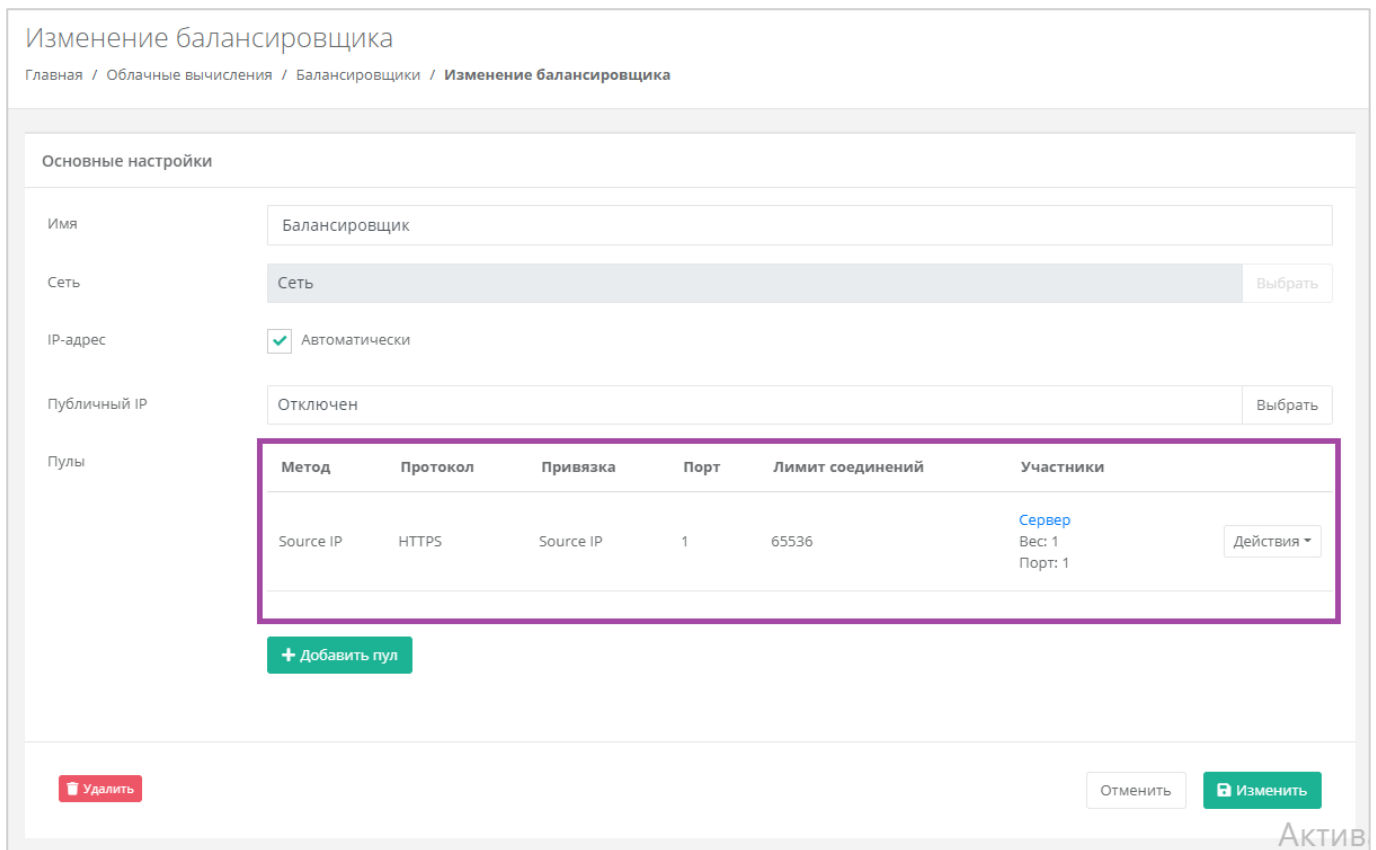 Изменение балансировщика
Главная / Облачные вычисления / Балансировщики / Изменение балансировщика
Основные настройки
Имя Балансировщик
Сеть Сеть Выбрать
IP-адрес Автоматически
Публичный IP Отключен Выбрать
Пулы
Метод Протокол Привязка Порт Лимит соединений Участники
Source IP HTTPS Source IP 1 65536 Сервер Действия
Вес: 1
Порт: 1
+ Добавить пул
Удалить Отменить Изменить
Актив